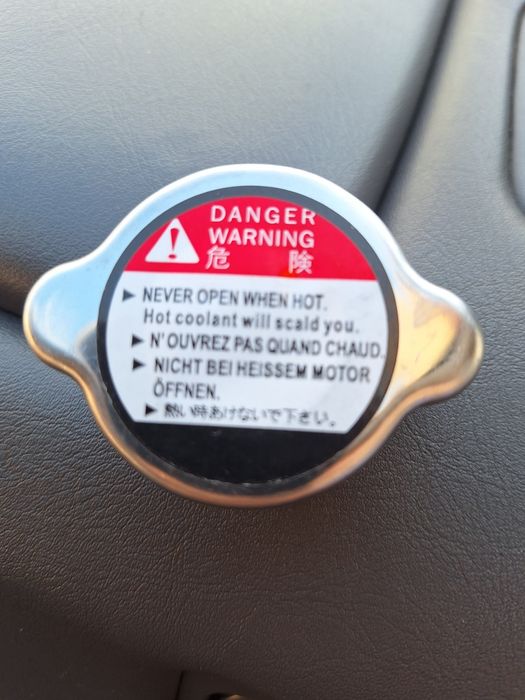 DANGER
WARNING
危 険
▶ NEVER OPEN WHEN HOT.
Hot coolant will scald you.
▶ N'OUVREZ PAS QUAND CHAUD.
▶ NICHT BEI HEISSEM MOTOR
ÖFFNEN.
▶ 熱い時あけないで下さい。